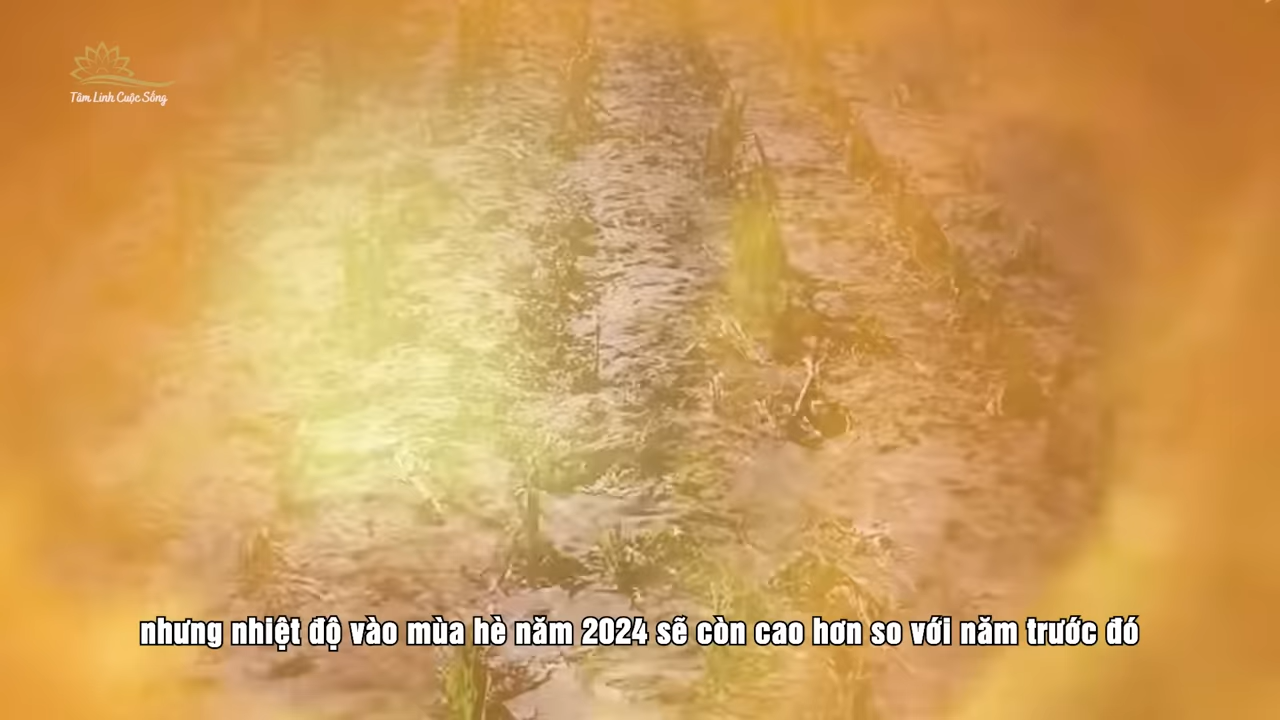 Tâm Linh Cuộc Sống
nhưng nhiệt độ vào mùa hè năm 2024 sẽ còn cao hơn so với năm trước đó